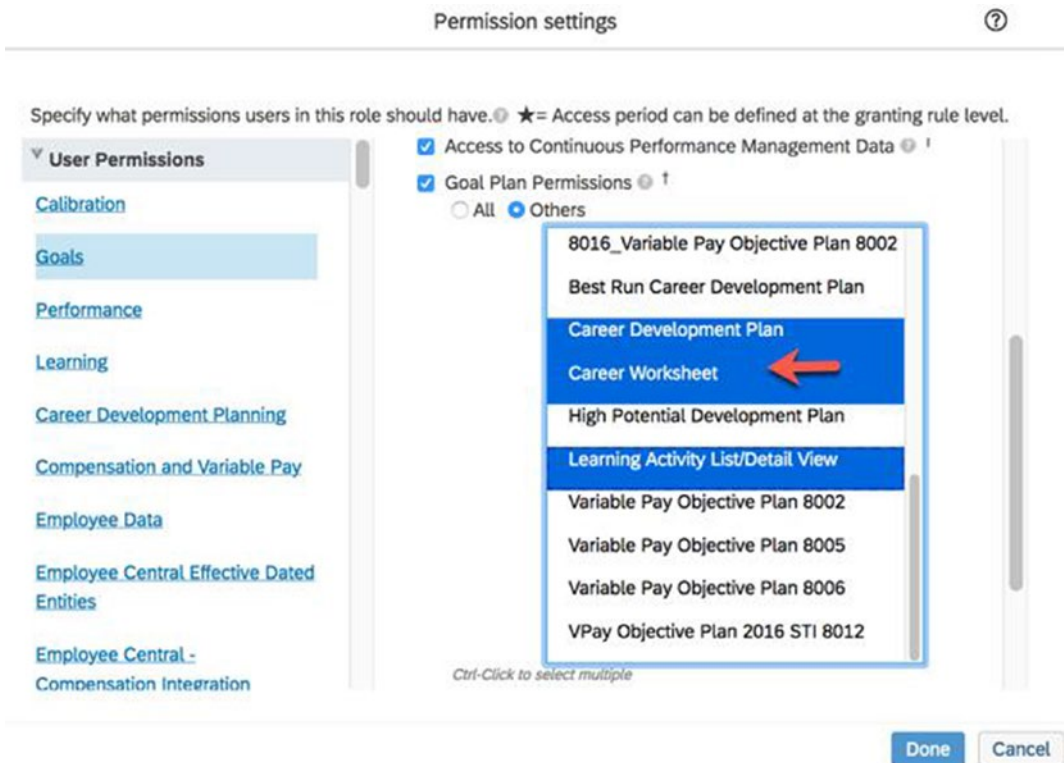 Permission settings
Specify what permissions users in this role should have. ★= Access period can be defined at the granting rule level.
User Permissions
Calibration
Goals
Performance
Learning
Career Development Planning
Compensation and Variable Pay
Employee Data
Employee Central Effective Dated
Entities
Employee Central -
Compensation Integration
Access to Continuous Performance Management Data
Goal Plan Permissions †
All Others
8016_Variable Pay Objective Plan 8002
Best Run Career Development Plan
Career Development Plan
Career Worksheet
High Potential Development Plan
Learning Activity List/Detail View
Variable Pay Objective Plan 8002
Variable Pay Objective Plan 8005
Variable Pay Objective Plan 8006
VPay Objective Plan 2016 STI 8012
Ctrl-Click to select multiple
Done Cancel